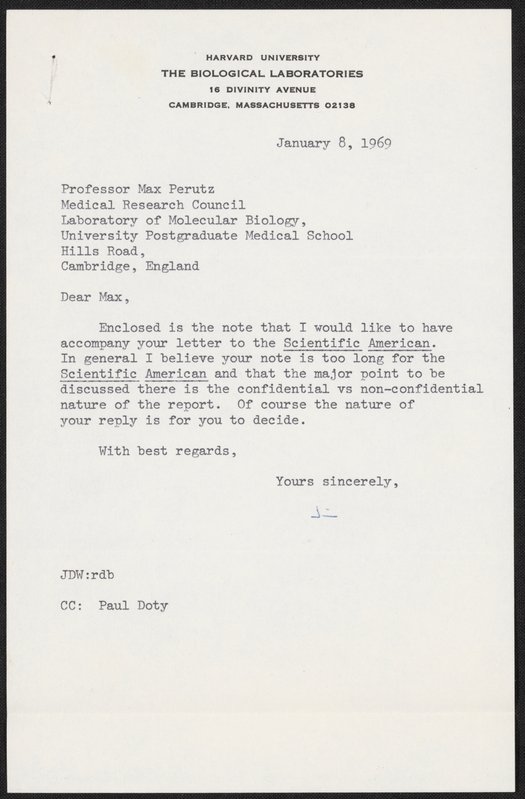 HARVARD UNIVERSITY
THE BIOLOGICAL LABORATORIES
16 DIVINITY AVENUE
CAMBRIDGE, MASSACHUSETTS 02138
January 8, 1969
Professor Max Perutz
Medical Research Council
Laboratory of Molecular Biology,
University Postgraduate Medical School
Hills Road,
Cambridge, England
Dear Max,
Enclosed is the note that I would like to have
accompany your letter to the Scientific American.
In general I believe your note is too long for the
Scientific American and that the major point to be
discussed there is the confidential vs non-confidential
nature of the report. Of course the nature of
your reply is for you to decide.
With best regards,
Yours sincerely,
JDW:rdb
CC: Paul Doty